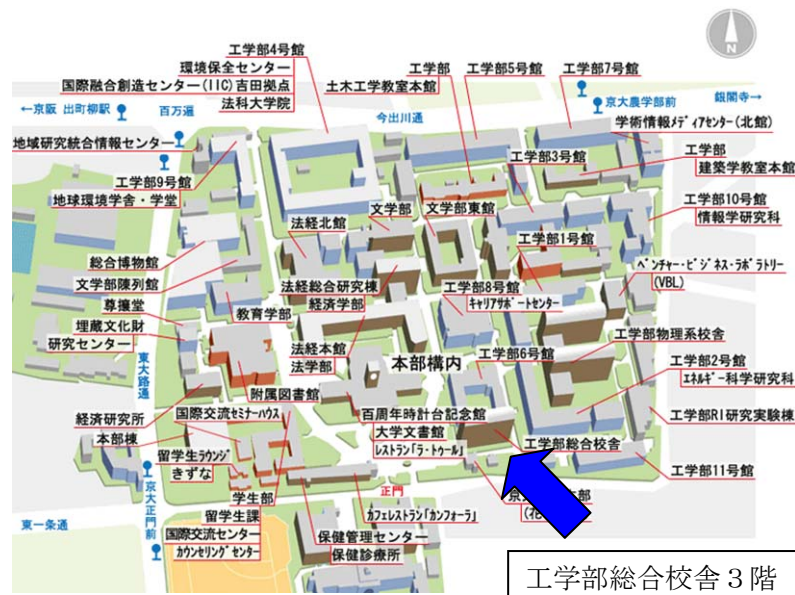 N
工学部4号館
環境保全センター
国際融合創造センター(IIC)吉田拠点
法科大学院
工学部
土木工学教室本館
工学部5号館
工学部7号館
←京阪 出町柳駅
百万遍
今出川通
京大農学部前
銀閣寺→
学術情報ﾒﾃﾞｨｱｾﾝﾀｰ(北館)
地域研究統合情報センター
工学部3号館
工学部
建築学教室本館
工学部9号館
地球環境学舎・学堂
文学部
文学部東館
法経北館
工学部10号館
情報学研究科
総合博物館
工学部1号館
文学部陳列館
法経総合研究棟
経済学部
工学部8号館
ｷｬﾘｱｻﾎﾟｰﾄｾﾝﾀｰ
ﾍﾞﾝﾁｬｰ・ﾋﾞｼﾞﾈｽ・ﾗﾎﾞﾗﾄﾘｰ
(VBL)
尊攘堂
教育学部
埋蔵文化財
研究センター
法経本館
法学部
本部構内
工学部6号館
工学部物理系校舎
東大路通
工学部2号館
ｴﾈﾙｷﾞｰ科学研究科
附属図書館
経済研究所
国際交流ｾﾐﾅｰﾊｳｽ
百周年時計台記念館
大学文書館
ﾚｽﾄﾗﾝ「ﾗ・ﾄｩｰﾙ」
工学部RI研究実験棟
本部棟
留学生ﾗｳﾝｼﾞ
きずな
工学部総合校舎
工学部11号館
京大正門前
東一条通
学生部
留学生課
国際交流センター
ｶｳﾝｾﾘﾝｸﾞｾﾝﾀｰ
正門
ｶﾌｪﾚｽﾄﾗﾝ「ｶﾝﾌｫｰﾗ」
保健管理センター
保健診療所
工学部総合校舎３階